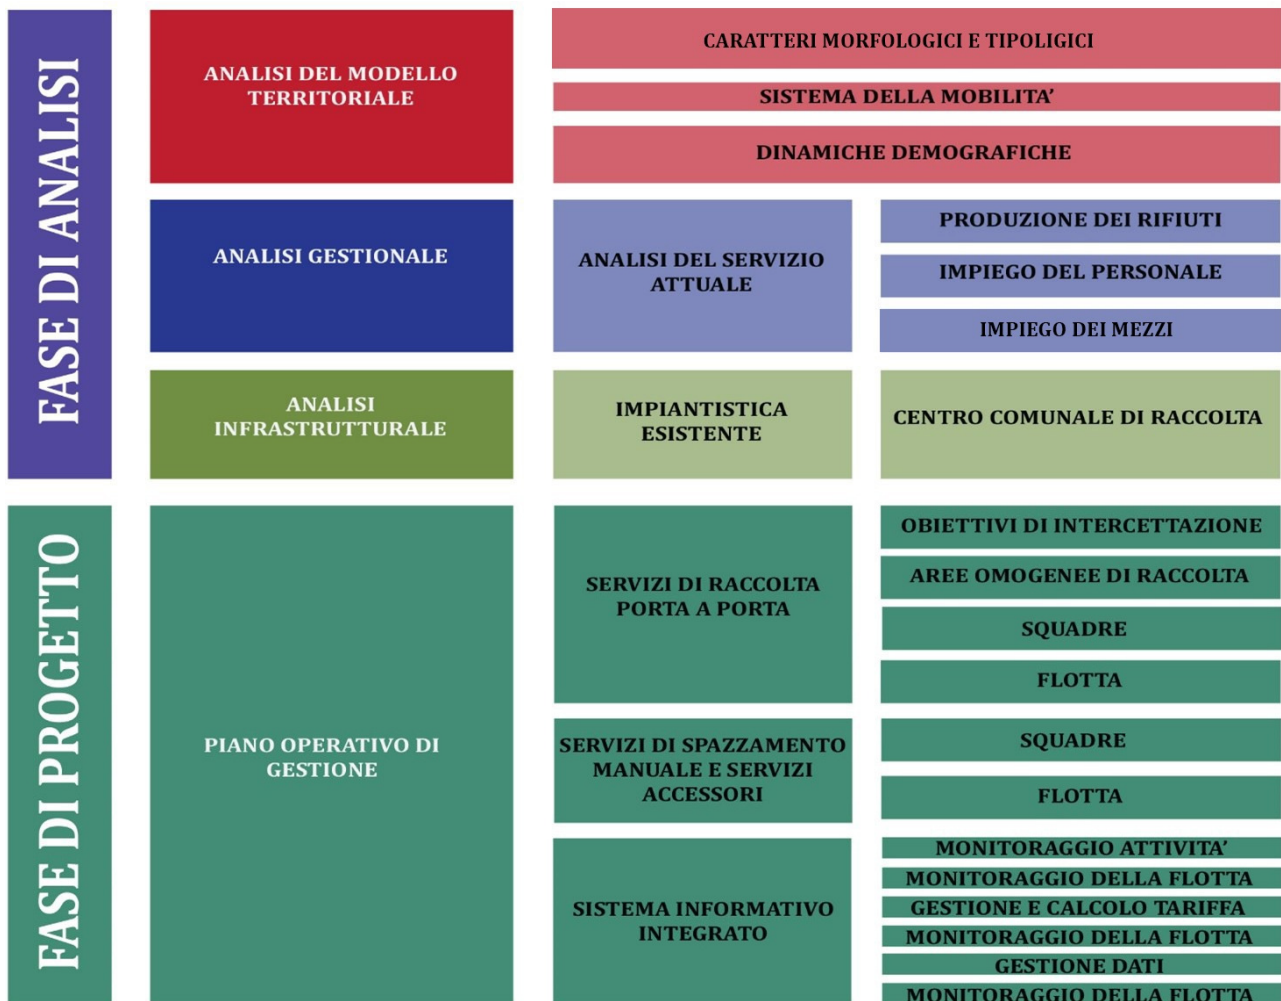 FASE DI ANALISI
ANALISI DEL MODELLO
TERRITORIALE
CARATTERI MORFOLOGICI E TIPOLIGICI
SISTEMA DELLA MOBILITA'
DINAMICHE DEMOGRAFICHE
ANALISI GESTIONALE
ANALISI DEL SERVIZIO
ATTUALE
PRODUZIONE DEI RIFIUTI
IMPIEGO DEL PERSONALE
IMPIEGO DEI MEZZI
ANALISI
INFRASTRUTTURALE
IMPIANTISTICA
ESISTENTE
CENTRO COMUNALE DI RACCOLTA
FASE DI PROGETTO
PIANO OPERATIVO DI
GESTIONE
SERVIZI DI RACCOLTA
PORTA A PORTA
OBIETTIVI DI INTERCETTAZIONE
AREE OMOGENEE DI RACCOLTA
SQUADRE
FLOTTA
SERVIZI DI SPAZZAMENTO
MANUALE E SERVIZI
ACCESSORI
SQUADRE
FLOTTA
SISTEMA INFORMATIVO
INTEGRATO
MONITORAGGIO ATTIVITA'
MONITORAGGIO DELLA FLOTTA
GESTIONE E CALCOLO TARIFFA
MONITORAGGIO DELLA FLOTTA
GESTIONE DATI
MONITORAGGIO DELLA FLOTTA